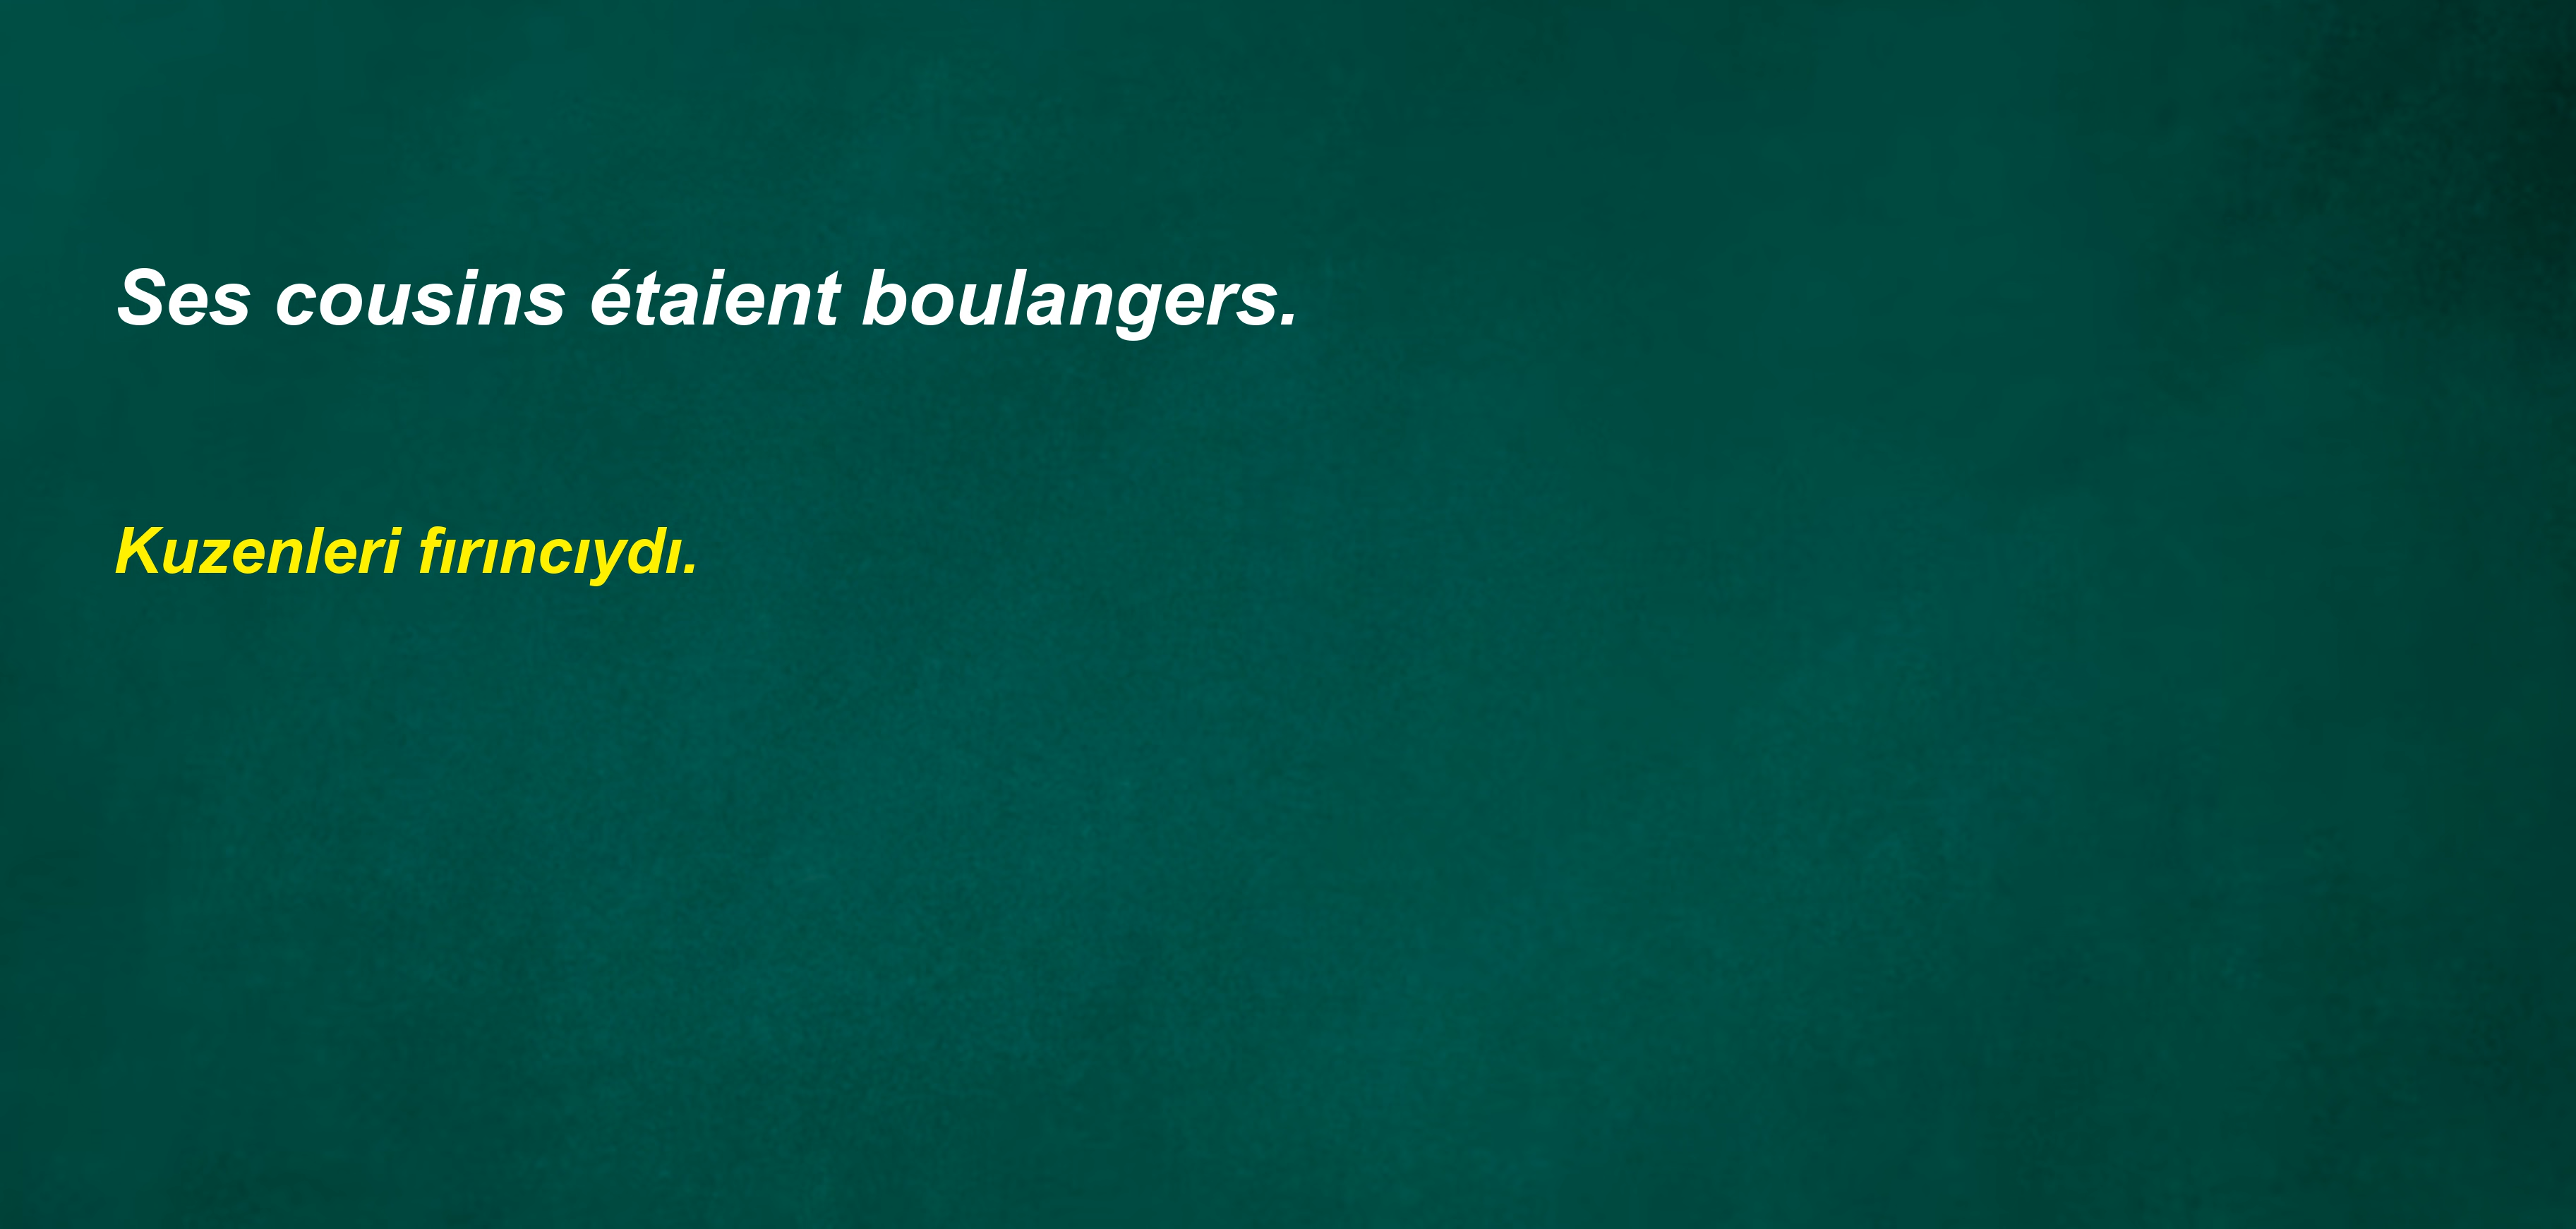 Ses cousins étaient boulangers.
Kuzenleri fırıncıydı.